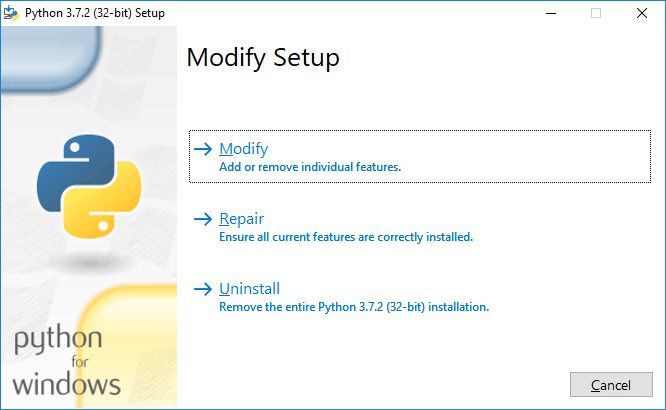 Python 3.7.2 (32-bit) Setup
Modify Setup
Modify
Add or remove individual features.
Repair
Ensure all current features are correctly installed.
Uninstall
Remove the entire Python 3.7.2 (32-bit) installation.
python
for
windows
Cancel